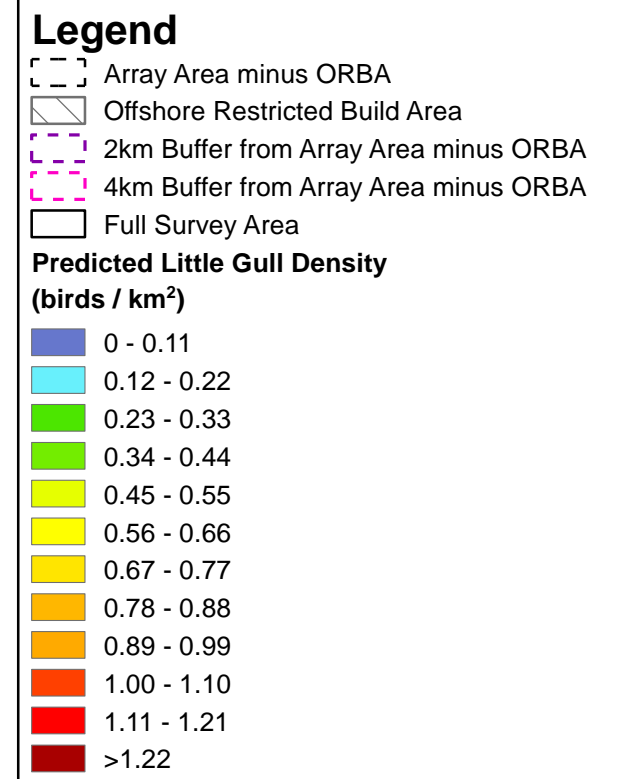 Legend
Array Area minus ORBA
Offshore Restricted Build Area
2km Buffer from Array Area minus ORBA
4km Buffer from Array Area minus ORBA
Full Survey Area
Predicted Little Gull Density
(birds / km²)
0 - 0.11
0.12 - 0.22
0.23 - 0.33
0.34 - 0.44
0.45 - 0.55
0.56 - 0.66
0.67 - 0.77
0.78 - 0.88
0.89 - 0.99
1.00 - 1.10
1.11 - 1.21
>1.22